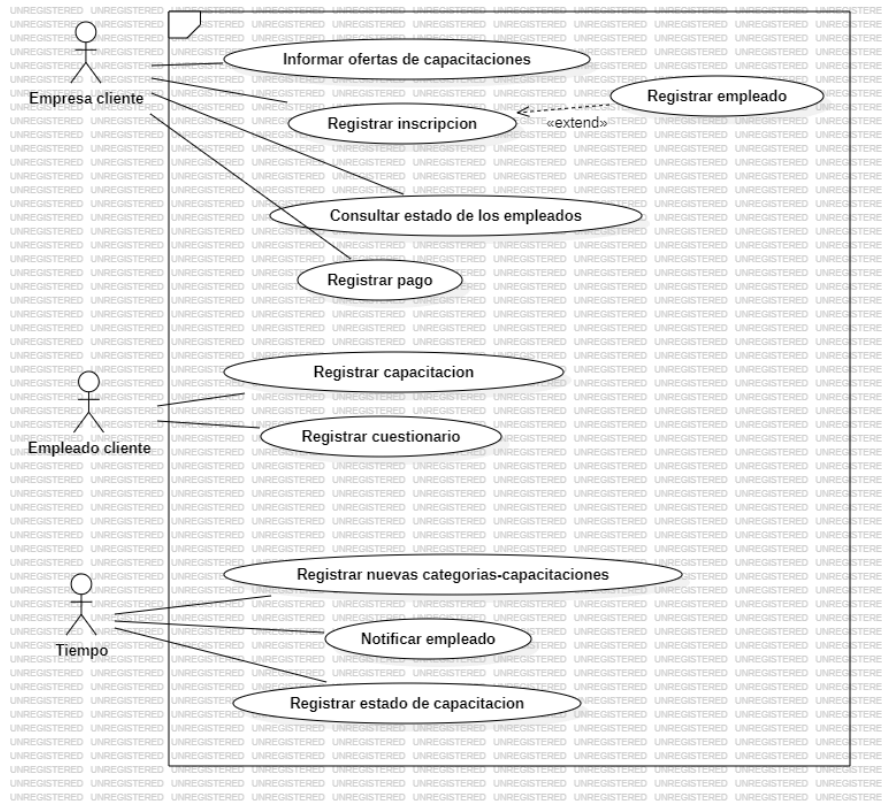 Informar ofertas de capacitaciones
Empresa cliente
Registrar empleado
Registrar inscripcion
«extend»
Consultar estado de los empleados
Registrar pago
Registrar capacitacion
Registrar cuestionario
Empleado cliente
Registrar nuevas categorias-capacitaciones
Notificar empleado
Tiempo
Registrar estado de capacitacion
UNREGISTERED